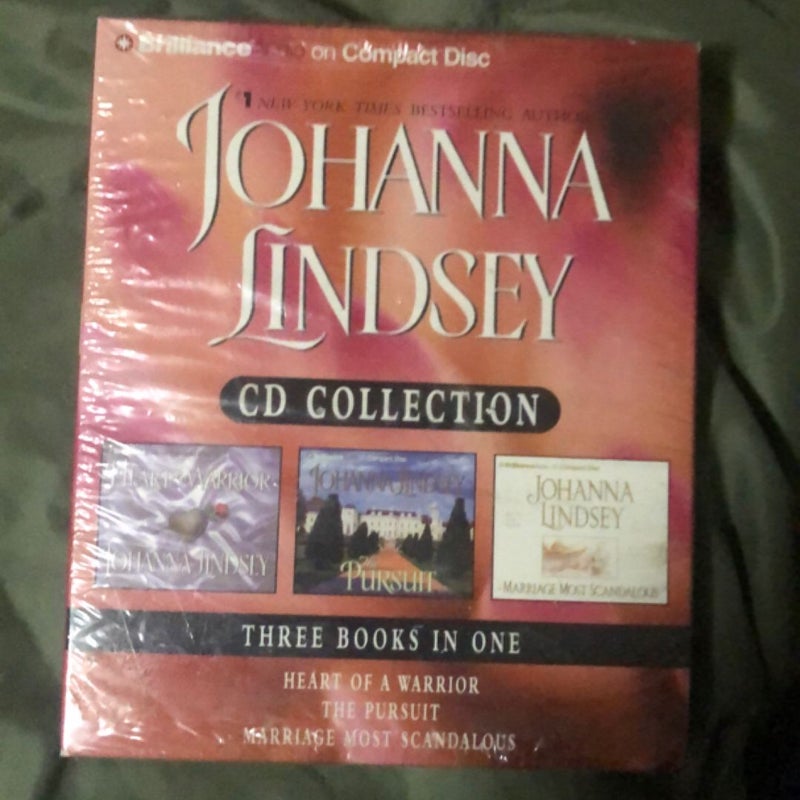 Brilliance on Compact Disc
#1 NEW YORK TIMES BESTSELLING AUTHOR
JOHANNA
LINDSEY
CD COLLECTION
HEART OF A WARRIOR
JOHANNA LINDSEY
JOHANNA LINDSEY
PURSUIT
JOHANNA
LINDSEY
MARRIAGE MOST SCANDALOUS
THREE BOOKS IN ONE
HEART OF A WARRIOR
THE PURSUIT
MARRIAGE MOST SCANDALOUS